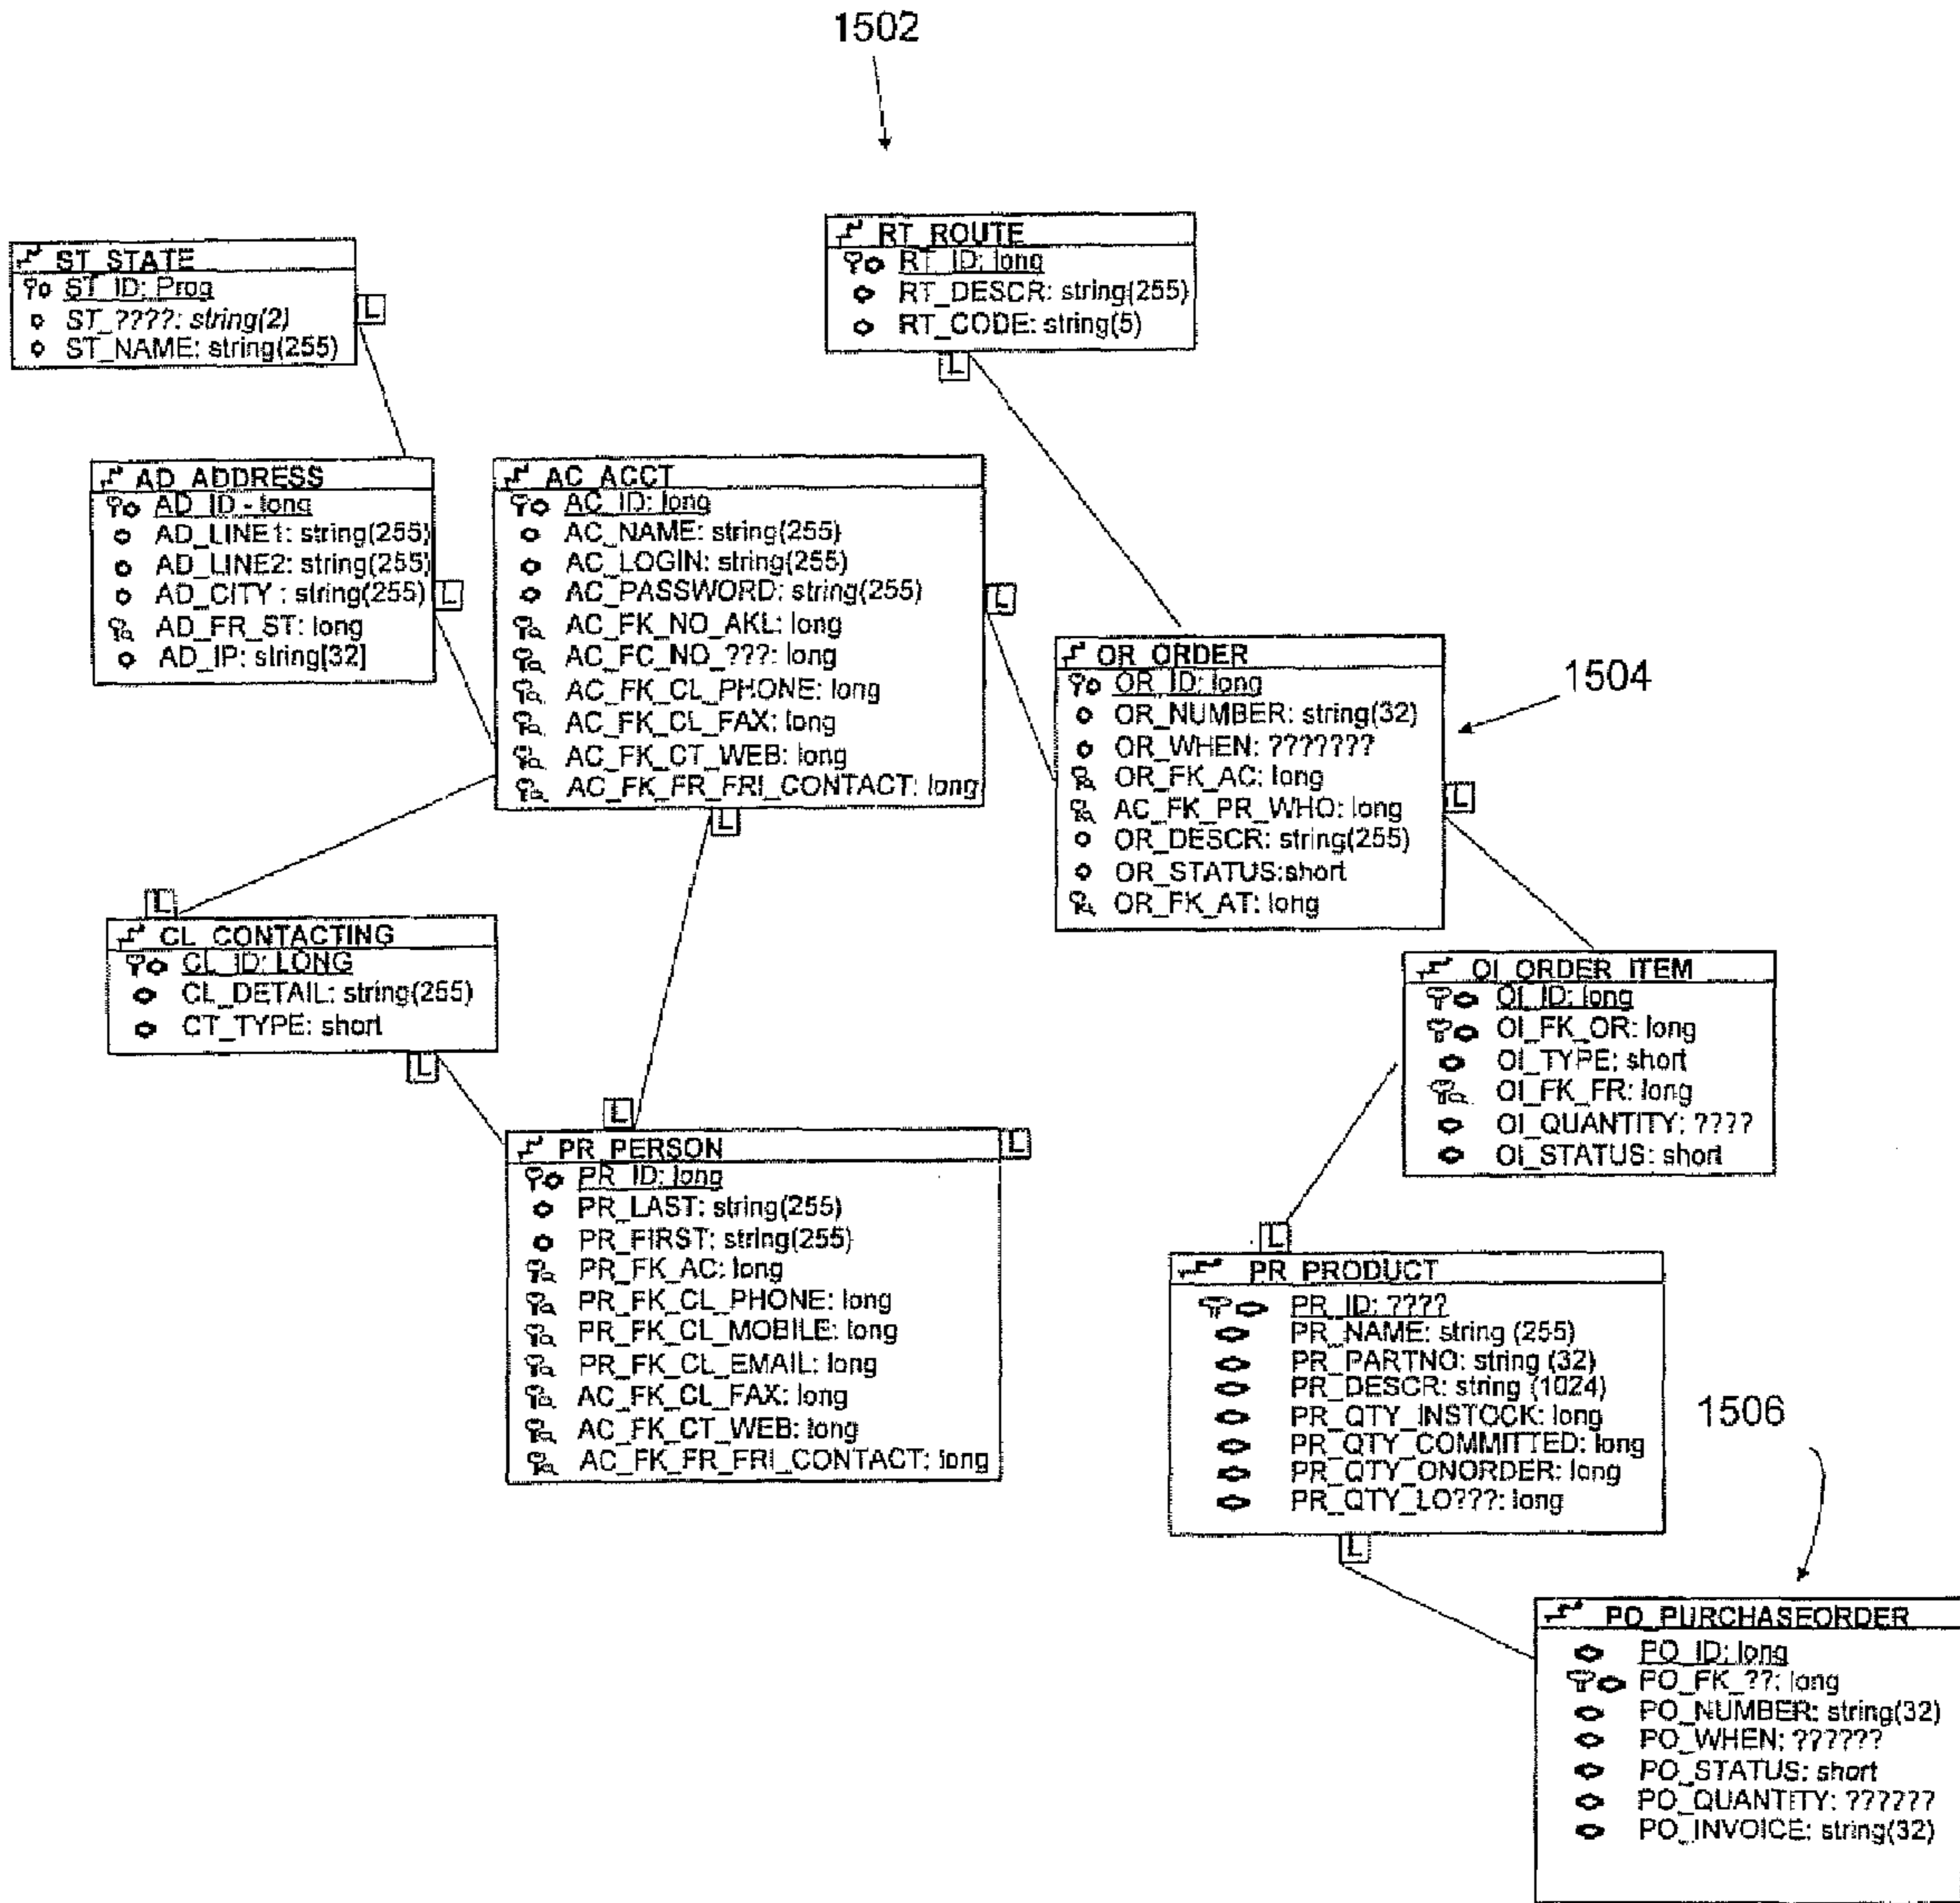 1502
ST_STATE
ST_ID: Prog
ST_????: string(2)
ST_NAME: string(255)
L
RT_ROUTE
RT_ID: long
RT_DESCR: string(255)
RT_CODE: string(5)
L
AD_ADDRESS
AD_ID - long
AD_LINE1: string(255)
AD_LINE2: string(255)
AD_CITY : string(255)
AD_FR_ST: long
AD_IP: string[32]
L
AC_ACCT
AC_ID: long
AC_NAME: string(255)
AC_LOGIN: string(255)
AC_PASSWORD: string(255)
AC_FK_NO_AKL: long
AC_FC_NO_???: long
AC_FK_CL_PHONE: long
AC_FK_CL_FAX: long
AC_FK_CT_WEB: long
AC_FK_FR_FRI_CONTACT: long
L
L
OR_ORDER
OR_ID: long
OR_NUMBER: string(32)
OR_WHEN: ???????
OR_FK_AC: long
AC_FK_PR_WHO: long
OR_DESCR: string(255)
OR_STATUS:short
OR_FK_AT: long
1504
L
L
CL_CONTACTING
CL_ID: LONG
CL_DETAIL: string(255)
CT_TYPE: short
L
OI_ORDER_ITEM
OI_ID: long
OI_FK_OR: long
OI_TYPE: short
OI_FK_FR: long
OI_QUANTITY: ????
OI_STATUS: short
L
L
PR_PERSON
PR_ID: long
PR_LAST: string(255)
PR_FIRST: string(255)
PR_FK_AC: long
PR_FK_CL_PHONE: long
PR_FK_CL_MOBILE: long
PR_FK_CL_EMAIL: long
AC_FK_CL_FAX: long
AC_FK_CT_WEB: long
AC_FK_FR_FRI_CONTACT: long
L
PR_PRODUCT
PR_ID: ????
PR_NAME: string (255)
PR_PARTNO: string (32)
PR_DESCR: string (1024)
PR_QTY_INSTOCK: long
PR_QTY_COMMITTED: long
PR_QTY_ONORDER: long
PR_QTY_LO???: long
L
1506
PO_PURCHASEORDER
PO_ID: long
PO_FK_??: long
PO_NUMBER: string(32)
PO_WHEN: ??????
PO_STATUS: short
PO_QUANTITY: ??????
PO_INVOICE: string(32)